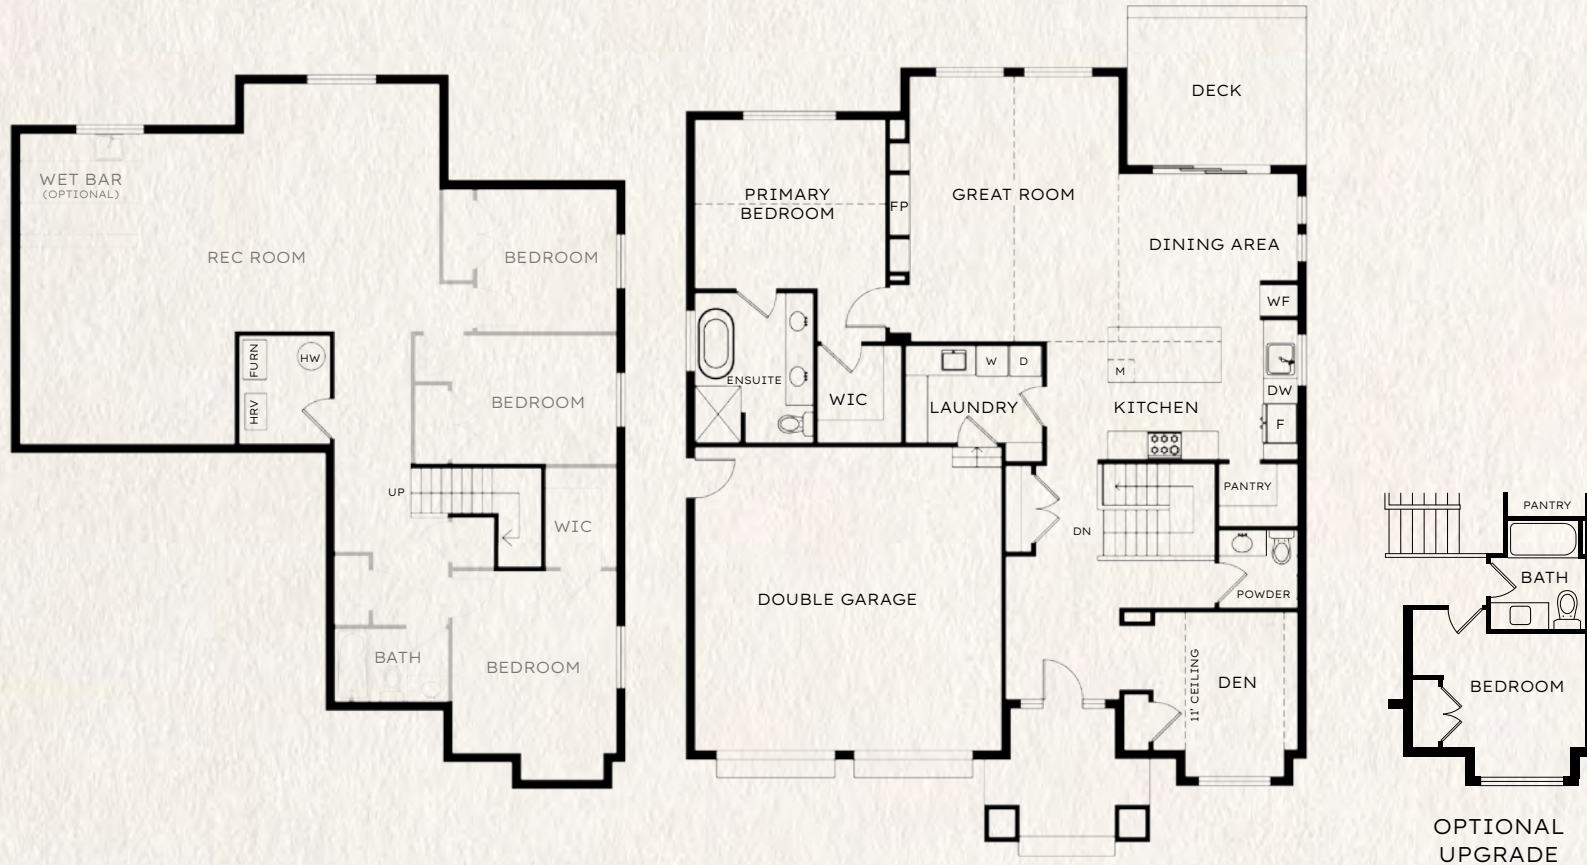 WET BAR
(OPTIONAL)
REC ROOM
BEDROOM
FURN
HW
HRV
BEDROOM
UP
WIC
BATH
BEDROOM
DECK
PRIMARY
BEDROOM
FP
GREAT ROOM
DINING AREA
WF
ENSUITE
WIC
W
D
LAUNDRY
M
KITCHEN
DW
F
PANTRY
DN
POWDER
DOUBLE GARAGE
11' CEILING
DEN
PANTRY
BATH
BEDROOM
OPTIONAL
UPGRADE